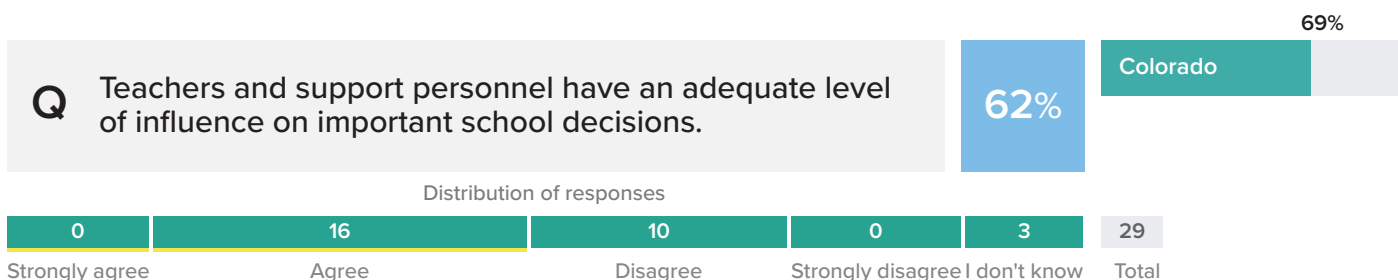 69%
Q Teachers and support personnel have an adequate level
of influence on important school decisions.
62%
Colorado
Distribution of responses
0 16 10 0 3 29
Strongly agree Agree Disagree Strongly disagree I don't know Total